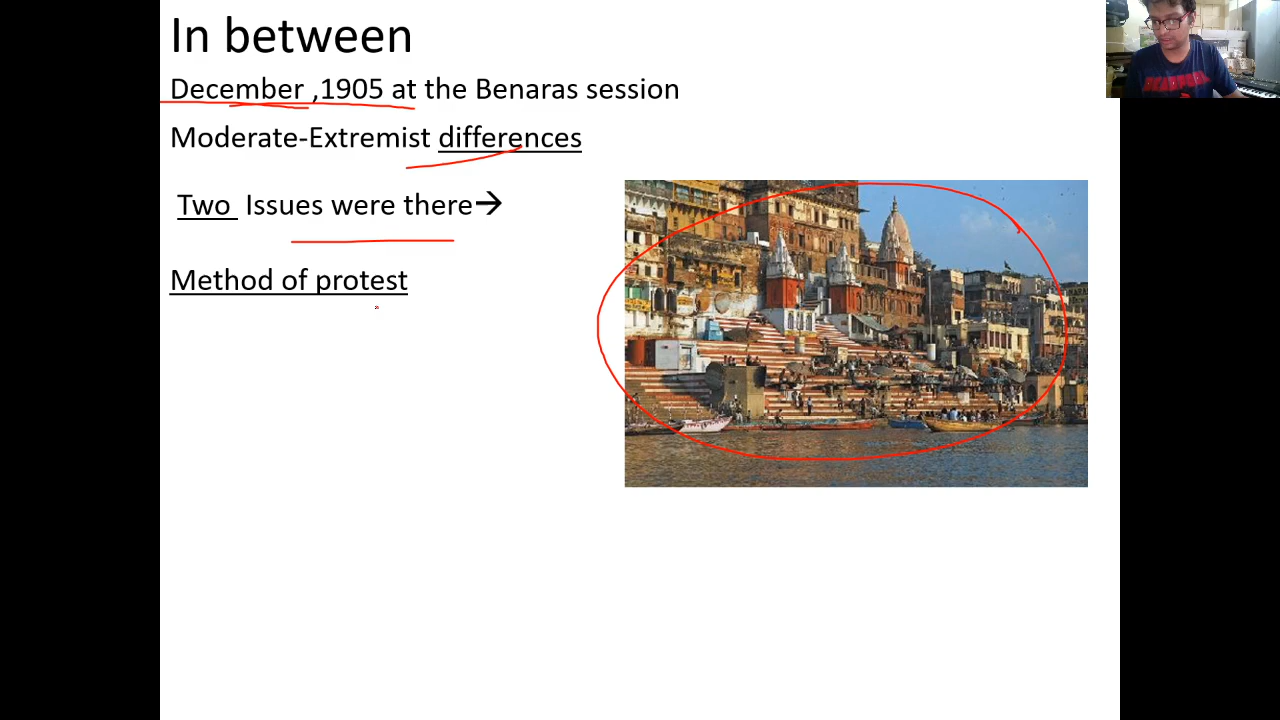 In between
December ,1905 at the Benaras session
Moderate-Extremist differences
Two Issues were there→
Method of protest